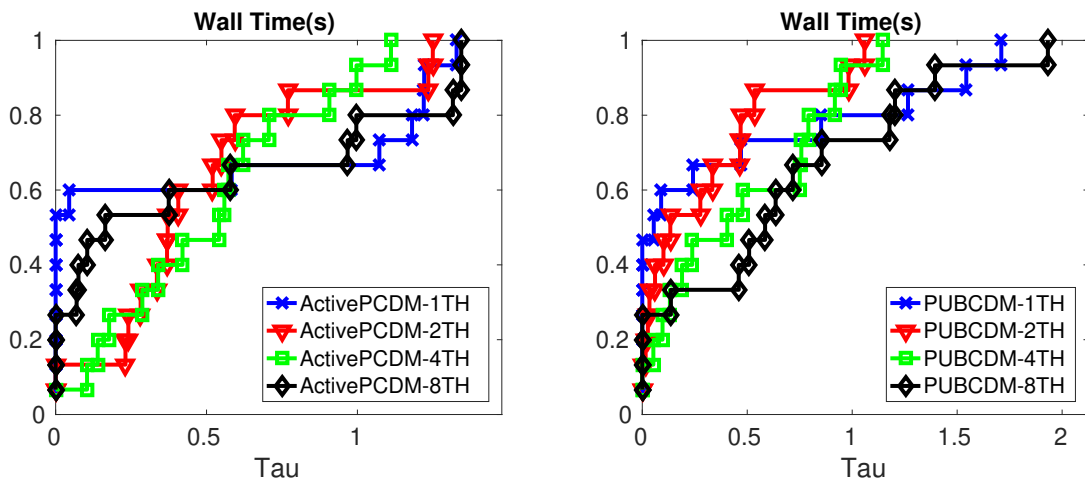 Wall Time(s)
1
0.8
0.6
0.4
0.2
0
0
0.5
1
Tau
ActivePCDM-1TH
ActivePCDM-2TH
ActivePCDM-4TH
ActivePCDM-8TH
Wall Time(s)
1
0.8
0.6
0.4
0.2
0
0
0.5
1
1.5
2
Tau
PUBCDM-1TH
PUBCDM-2TH
PUBCDM-4TH
PUBCDM-8TH